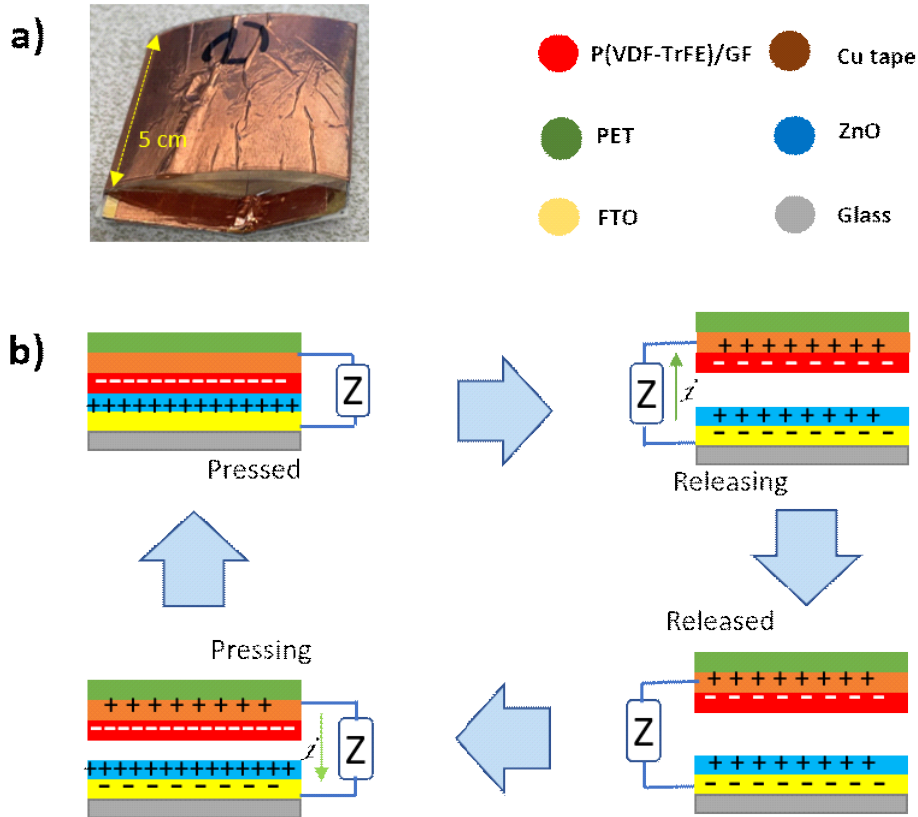 a)
5 cm
P(VDF-TrFE)/GF
Cu tape
PET
ZnO
FTO
Glass
b)
- - - - - - - - - - - - - -
++++++++++++++
Z
Pressed
+ + + + + + + +
- - - - - - - -
Z
i
+ + + + + + + +
- - - - - - - -
Releasing
Pressing
+ + + + + + + +
- - - - - - - - - - - - - -
i
Z
++++++++++++++
- - - - - - - -
Released
+ + + + + + + +
- - - - - - - -
Z
+ + + + + + + +
- - - - - - - -